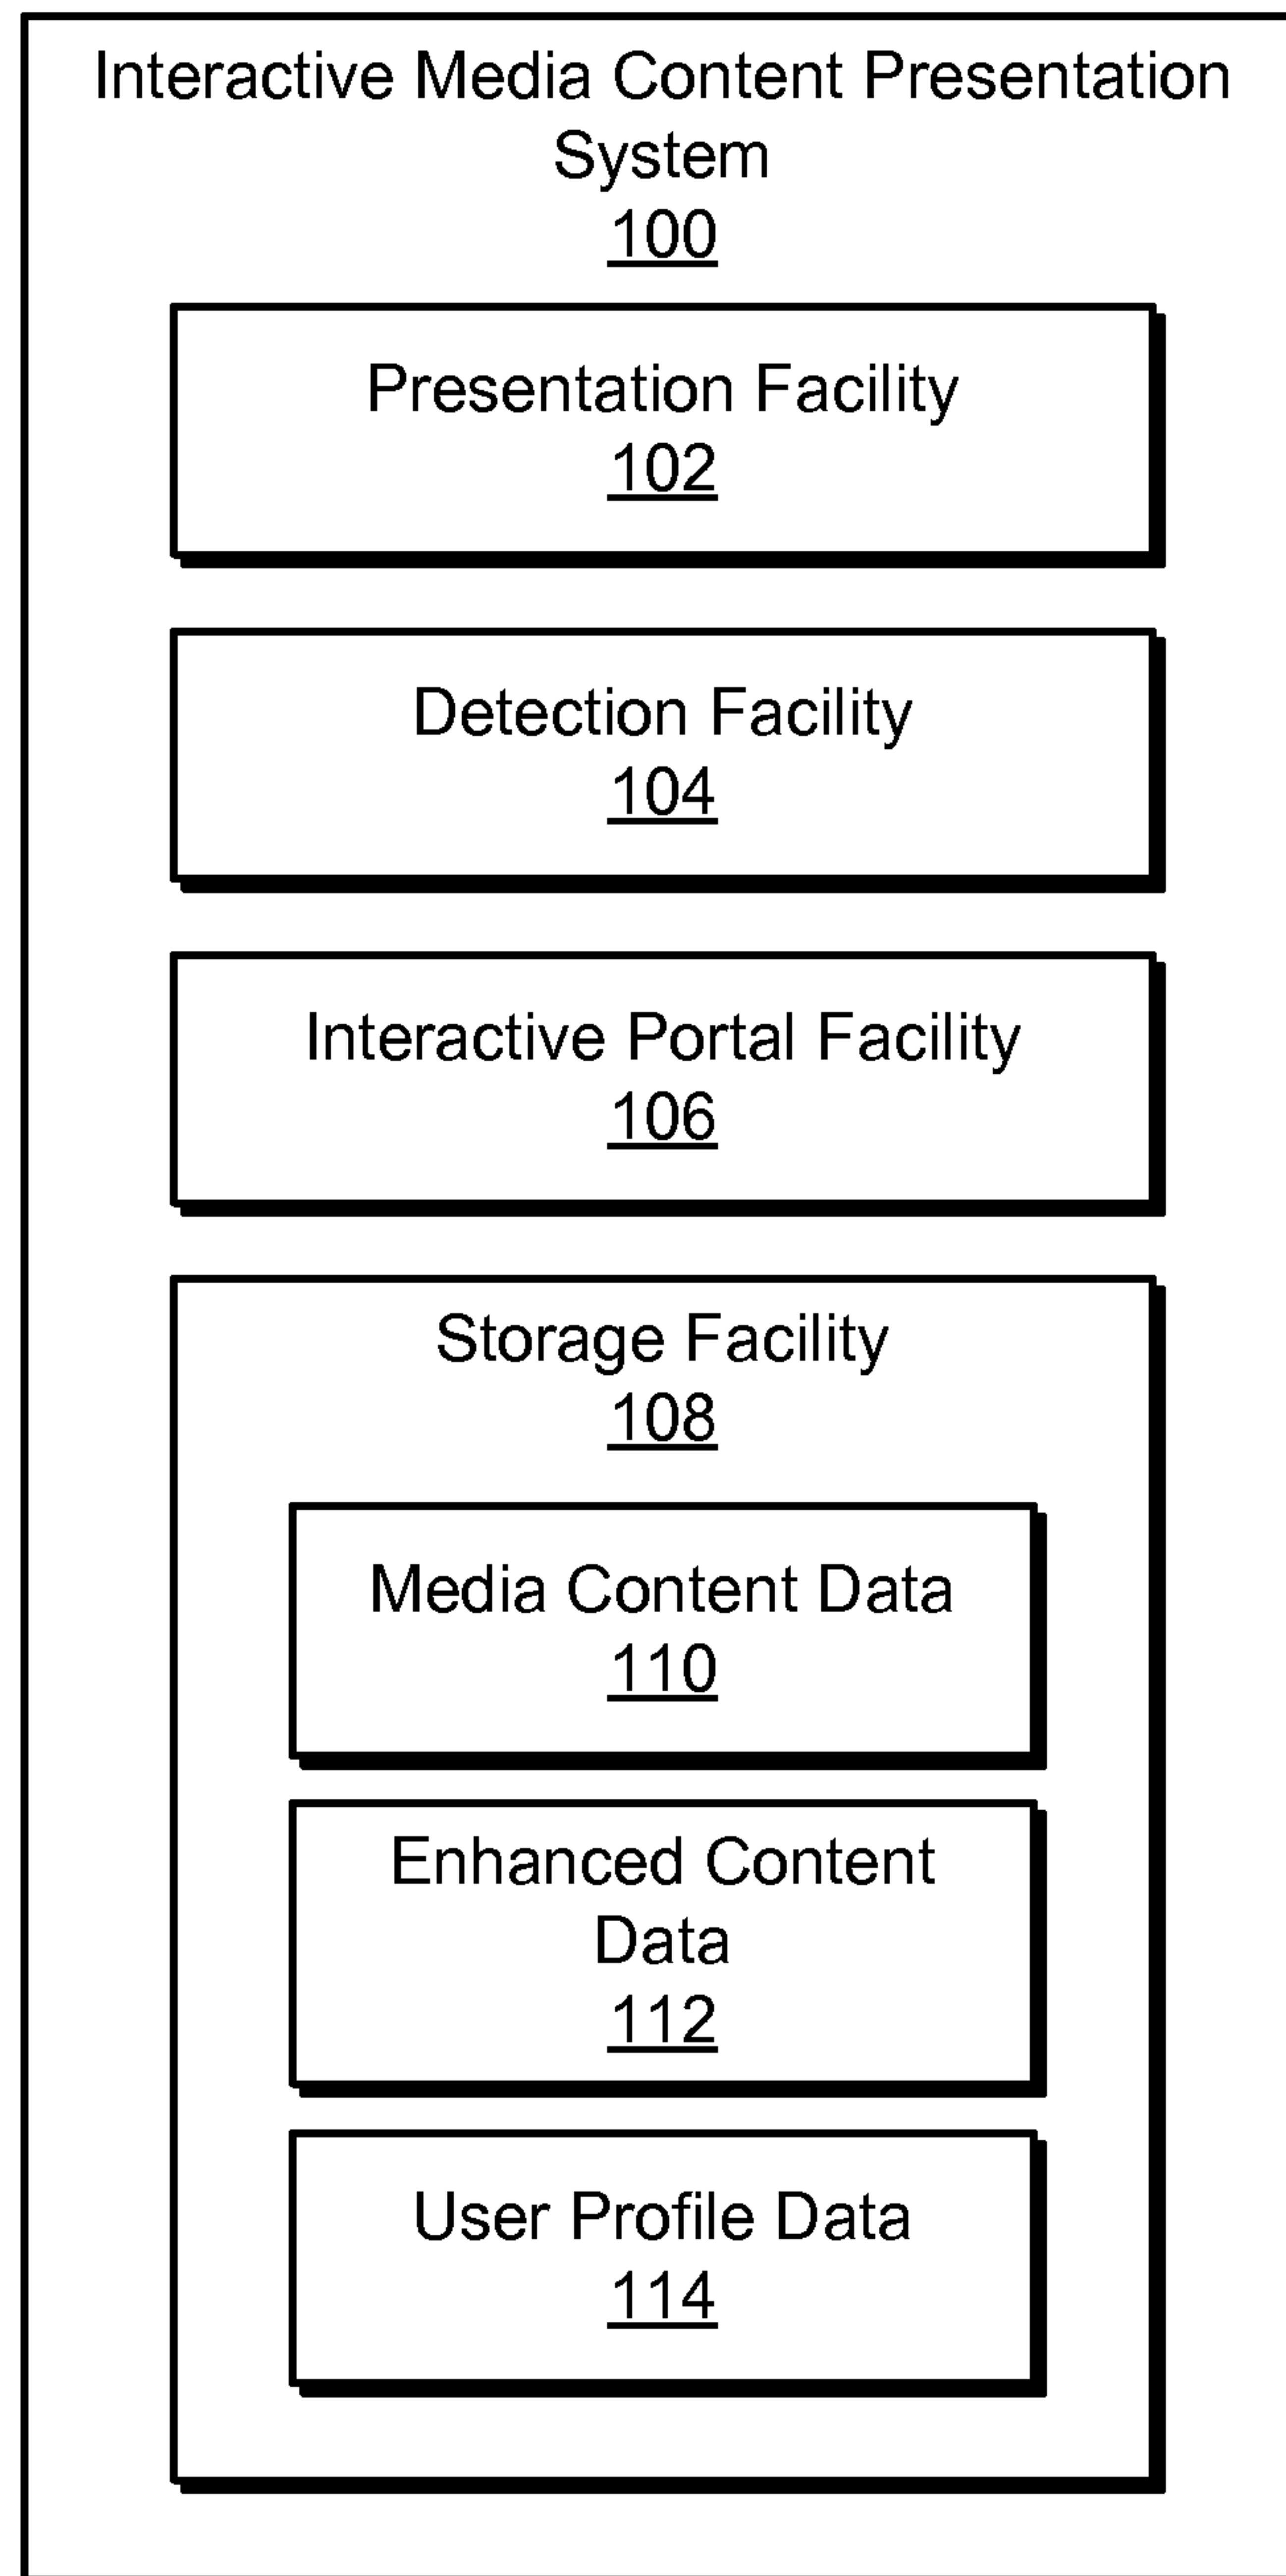 Interactive Media Content Presentation
System
100
Presentation Facility
102
Detection Facility
104
Interactive Portal Facility
106
Storage Facility
108
Media Content Data
110
Enhanced Content
Data
112
User Profile Data
114